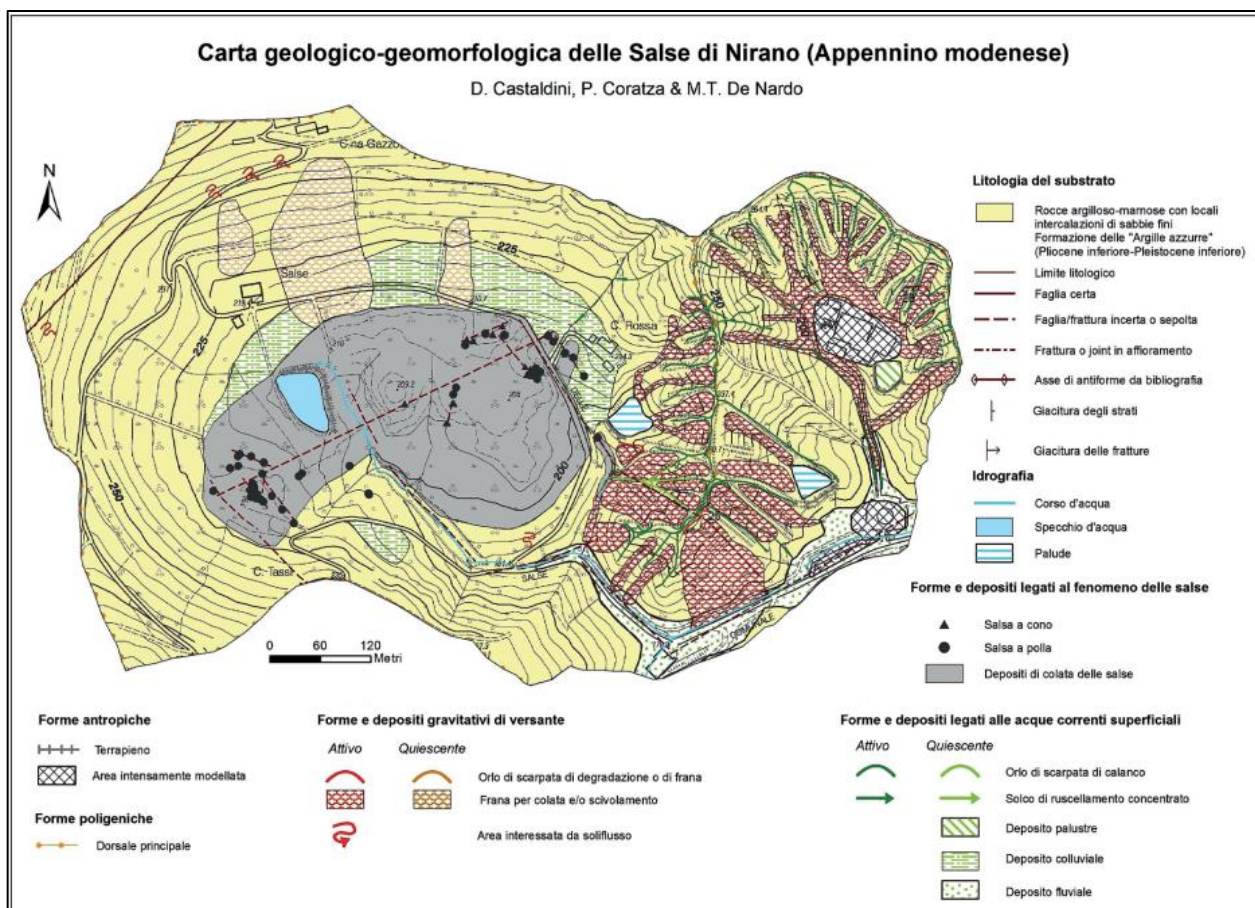 Carta geologico-geomorfologica delle Salse di Nirano (Appennino modenese)
D. Castaldini, P. Coratza & M.T. De Nardo
N
C.na Gazzo
225
Salse
225
250
C. Rossa
250
209.2
208
200
C. Tassi
SALSE
COMUNALE
0 60 120
Metri
Litologia del substrato
Rocce argilloso-marnose con locali
intercalazioni di sabbie fini
Formazione delle "Argille azzurre"
(Pliocene inferiore-Pleistocene inferiore)
Limite litologico
Faglia certa
Faglia/frattura incerta o sepolta
Frattura o joint in affioramento
Asse di antiforme da bibliografia
Giacitura degli strati
Giacitura delle fratture
Idrografia
Corso d'acqua
Specchio d'acqua
Palude
Forme e depositi legati al fenomeno delle salse
Salsa a cono
Salsa a polla
Depositi di colata delle salse
Forme antropiche
Terrapieno
Area intensamente modellata
Forme poligeniche
Dorsale principale
Forme e depositi gravitativi di versante
Attivo Quiescente
Orlo di scarpata di degradazione o di frana
Frana per colata e/o scivolamento
Area interessata da soliflusso
Forme e depositi legati alle acque correnti superficiali
Attivo Quiescente
Orlo di scarpata di calanco
Solco di ruscellamento concentrato
Deposito palustre
Deposito colluviale
Deposito fluviale